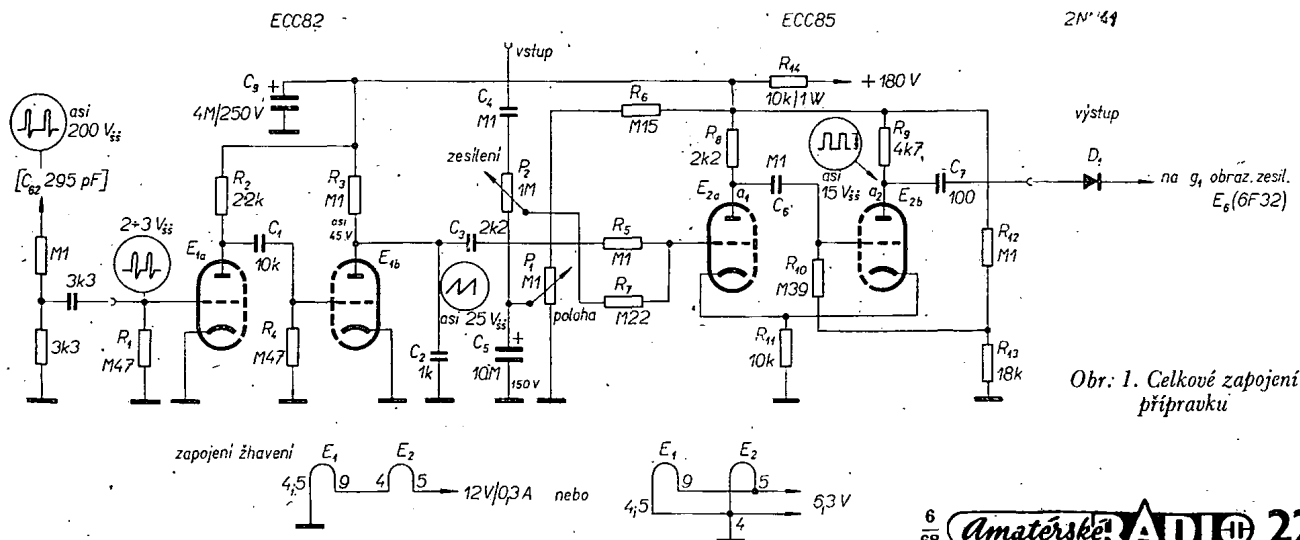 ECC82
ECC85
vstup
C9 +
4M/250V
R14
10k/1W
+180 V
asi
200 Všš
C4
M1
R6
M15
výstup
[C62 295 pF]
zesílení
R8
2k2
R9
4k7
asi
15 Všš
R2
22k
R3
M1
asi
45 V
P2
1M
M1
C6
a1
a2
E2a
E2b
C7
100
D1
na g1 obraz. zesil.
E6 (6F32)
M1
2÷3 Všš
C1
10k
E1a
E1b
2k2
C3
R5
M1
R12
M1
3k3
P1
M1
R7
M22
R10
M39
3k3
R1
M47
R4
M47
asi 25 Všš
poloha
C2
1k
C5
10M
+
150 V
R11
10k
R13
18k
Obr. 1. Celkové zapojení
přípravku
zapojení žhavení
E1
E2
4,5
9
4
5
12V/0,3 A
nebo
E1
E2
4,5
9
5
4
6,3 V
6
68
Amatérské RADIO